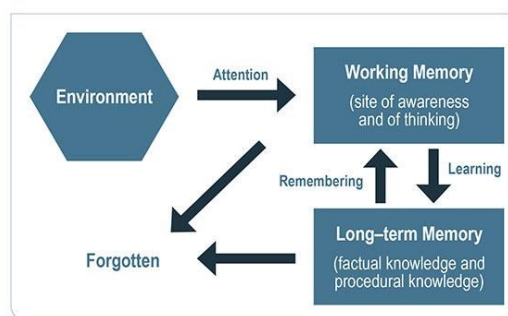 Environment
Attention
Working Memory
(site of awareness
and of thinking)
Remembering
Learning
Forgotten
Long–term Memory
(factual knowledge and
procedural knowledge)